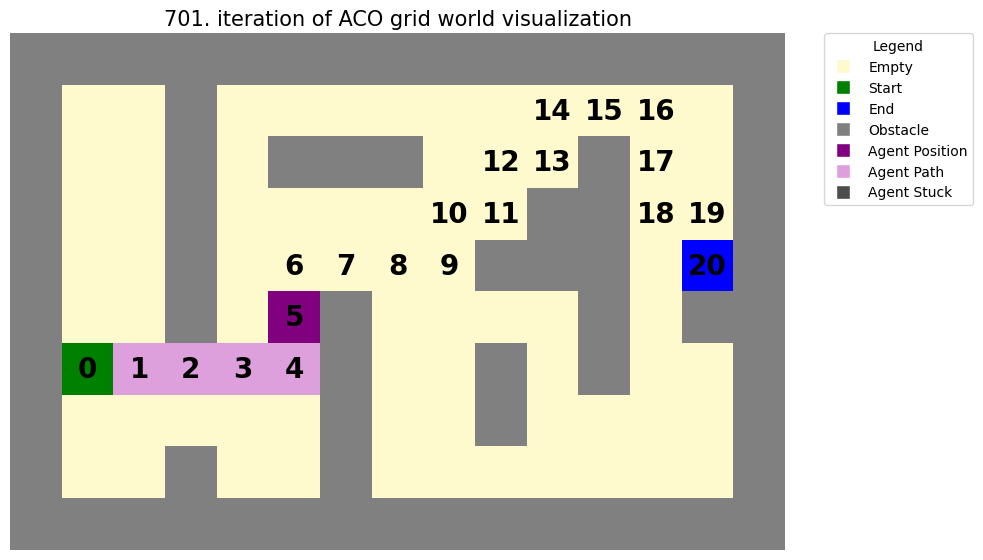 701. iteration of ACO grid world visualization
14 15 16
12 13 17
10 11 18 19
6 7 8 9 20
5
0 1 2 3 4
Legend
Empty
Start
End
Obstacle
Agent Position
Agent Path
Agent Stuck